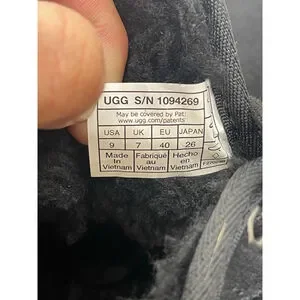 UGG S/N 1094269
May be covered by Pat:
www.ugg.com/patents
USA UK EU JAPAN
9 7 40 26
Made In Vietnam
Fabriqué au Vietnam
Hecho en Vietnam